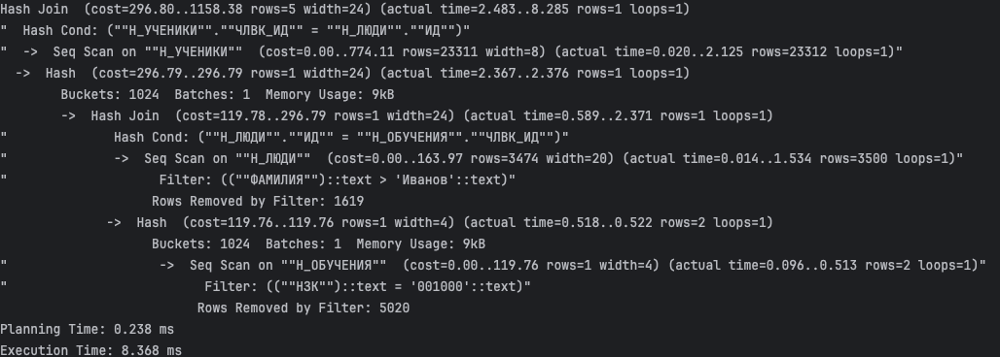 Hash Join  (cost=296.80..1158.38 rows=5 width=24) (actual time=2.483..8.285 rows=1 loops=1)
"  Hash Cond: (""Н_УЧЕНИКИ"".""ЧЛВК_ИД"" = ""Н_ЛЮДИ"".""ИД"")"
"  ->  Seq Scan on ""Н_УЧЕНИКИ""  (cost=0.00..774.11 rows=23311 width=8) (actual time=0.020..2.125 rows=23312 loops=1)"
  ->  Hash  (cost=296.79..296.79 rows=1 width=24) (actual time=2.367..2.376 rows=1 loops=1)
        Buckets: 1024  Batches: 1  Memory Usage: 9kB
        ->  Hash Join  (cost=119.78..296.79 rows=1 width=24) (actual time=0.589..2.371 rows=1 loops=1)
"              Hash Cond: (""Н_ЛЮДИ"".""ИД"" = ""Н_ОБУЧЕНИЯ"".""ЧЛВК_ИД"")"
"              ->  Seq Scan on ""Н_ЛЮДИ""  (cost=0.00..163.97 rows=3474 width=20) (actual time=0.014..1.534 rows=3500 loops=1)"
"                    Filter: ((""ФАМИЛИЯ"")::text > 'Иванов'::text)"
                    Rows Removed by Filter: 1619
              ->  Hash  (cost=119.76..119.76 rows=1 width=4) (actual time=0.518..0.522 rows=2 loops=1)
                    Buckets: 1024  Batches: 1  Memory Usage: 9kB
"                    ->  Seq Scan on ""Н_ОБУЧЕНИЯ""  (cost=0.00..119.76 rows=1 width=4) (actual time=0.096..0.513 rows=2 loops=1)"
"                          Filter: ((""НЗК"")::text = '001000'::text)"
                          Rows Removed by Filter: 5020
Planning Time: 0.238 ms
Execution Time: 8.368 ms